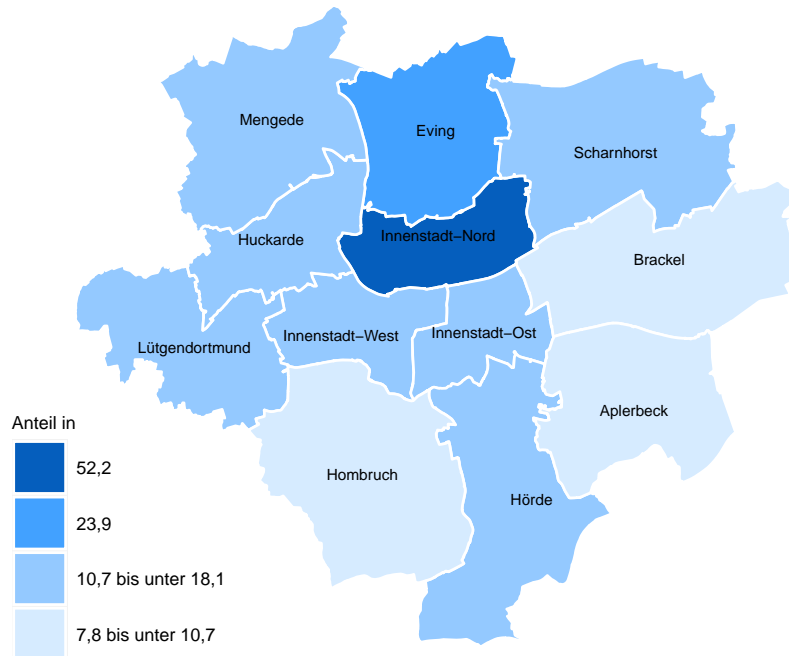 Mengede
Eving
Scharnhorst
Huckarde
Innenstadt−Nord
Brackel
Lütgendortmund
Innenstadt−West
Innenstadt−Ost
Aplerbeck
Hombruch
Hörde
Anteil in
52,2
23,9
10,7 bis unter 18,1
7,8 bis unter 10,7